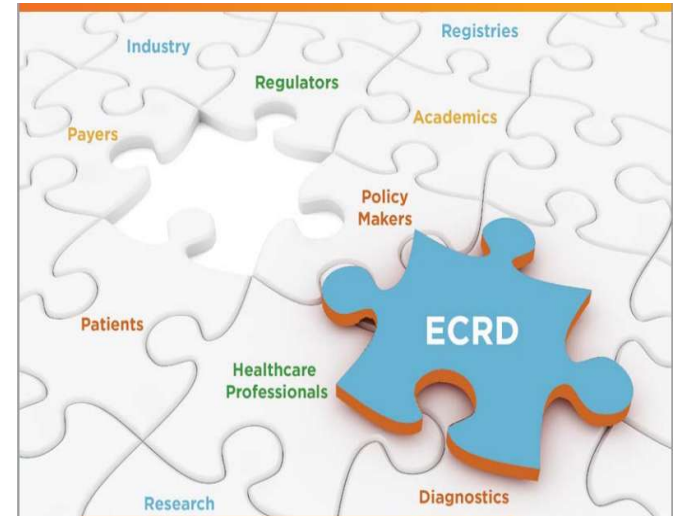 Industry
Registries
Regulators
Payers
Academics
Policy
Makers
ECRD
Patients
Healthcare
Professionals
Research
Diagnostics